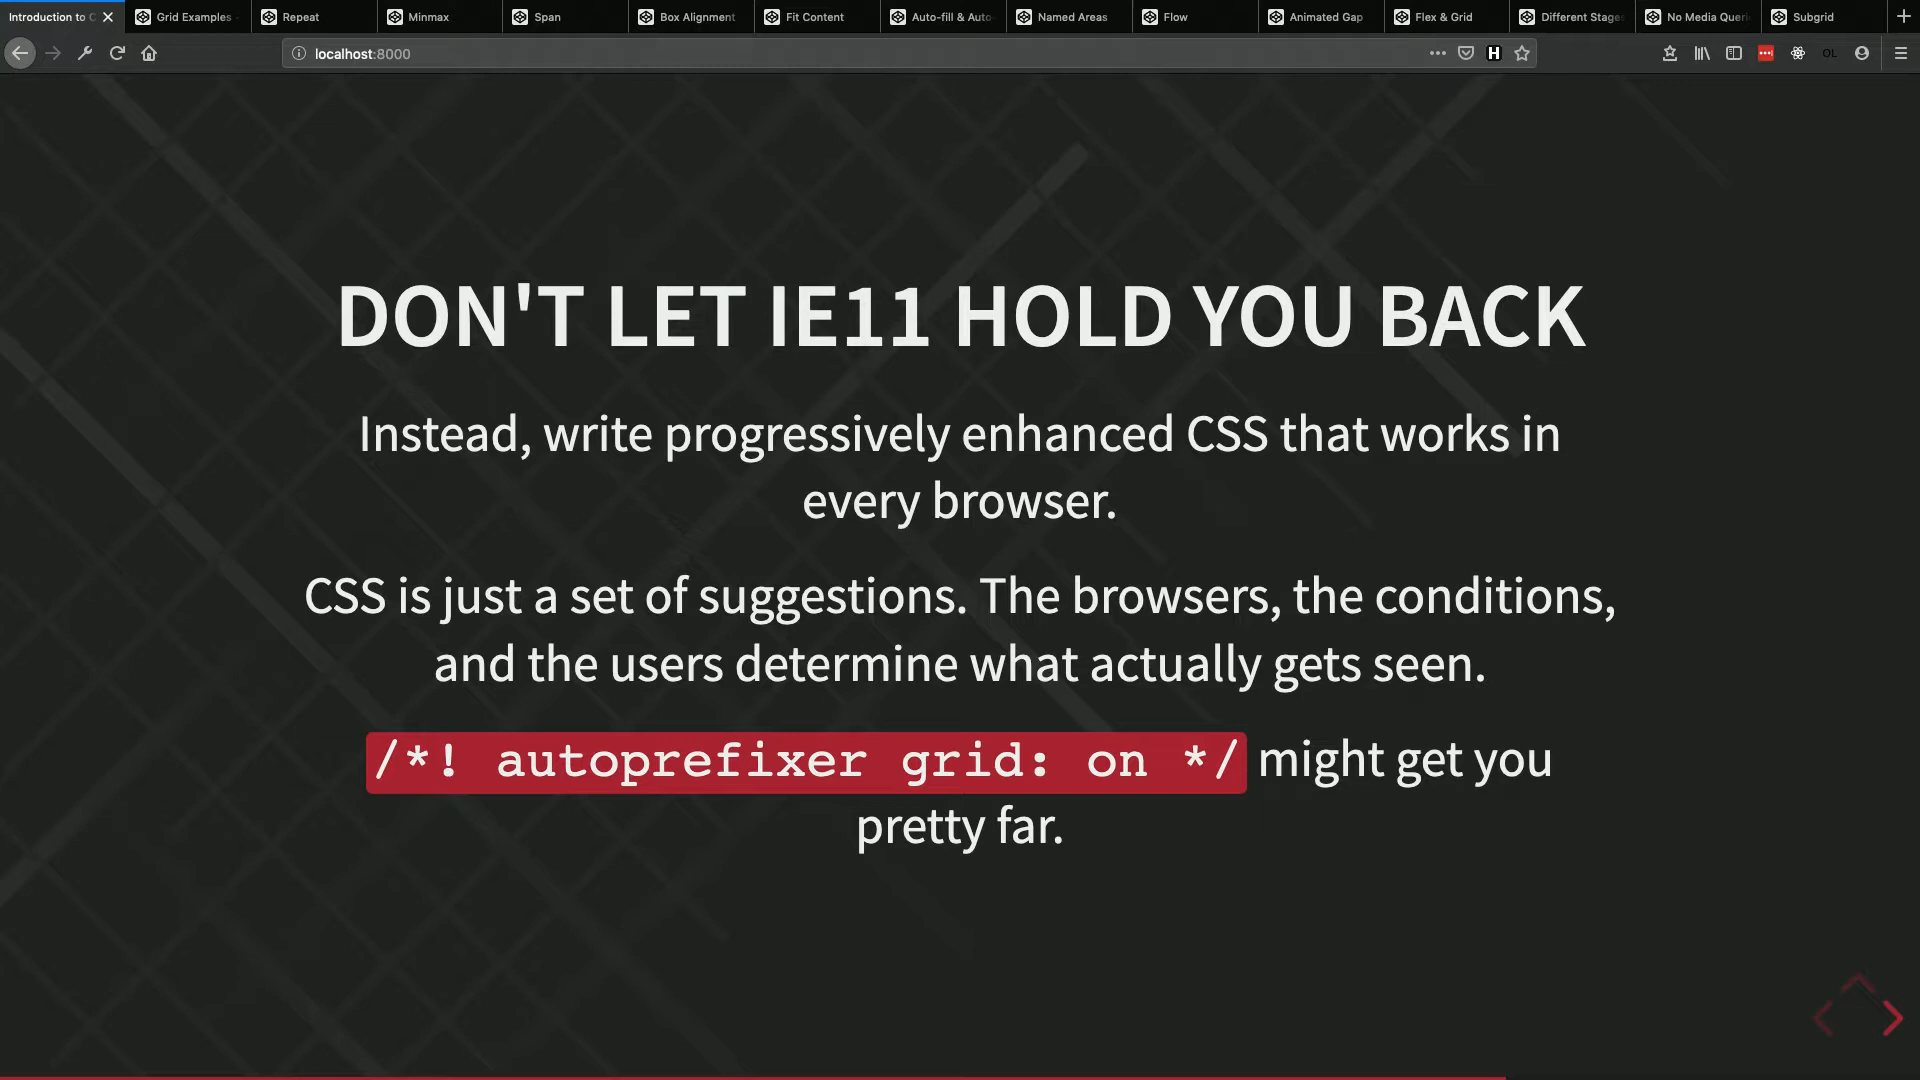 Introduction to C
Grid Examples -
Repeat
Minmax
Span
Box Alignment
Fit Content
Auto-fill & Auto-
Named Areas
Flow
Animated Gap
Flex & Grid
Different Stage
No Media Queri
Subgrid
localhost:8000
H
OL
DON'T LET IE11 HOLD YOU BACK
Instead, write progressively enhanced CSS that works in
every browser.
CSS is just a set of suggestions. The browsers, the conditions,
and the users determine what actually gets seen.
/*! autoprefixer grid: on */ might get you
pretty far.